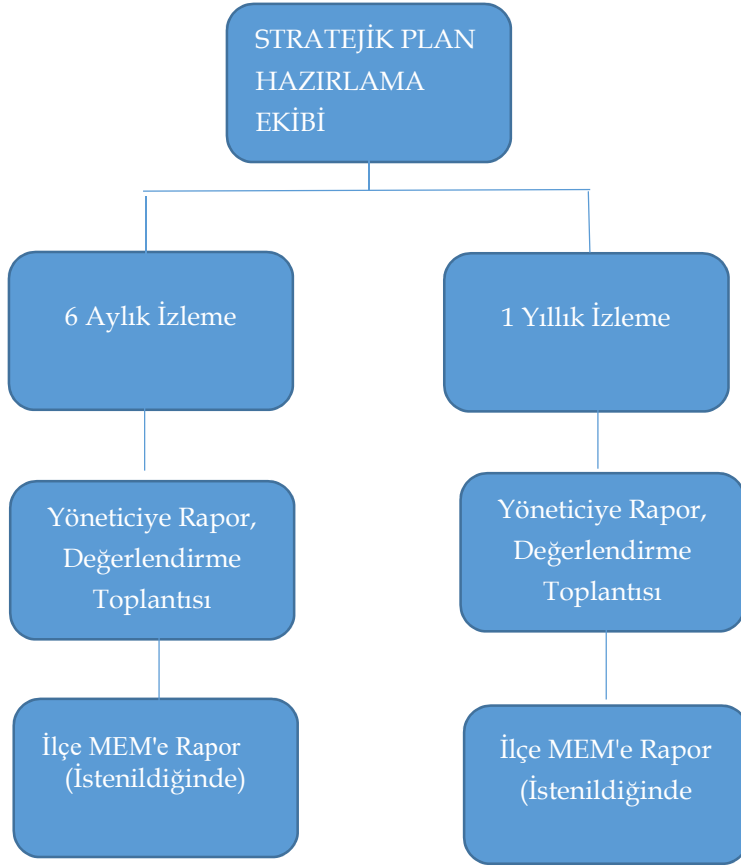 STRATEJİK PLAN
HAZIRLAMA
EKİBİ
6 Aylık İzleme
1 Yıllık İzleme
Yöneticiye Rapor,
Değerlendirme
Toplantısı
Yöneticiye Rapor,
Değerlendirme
Toplantısı
İlçe MEM'e Rapor
(İstenildiğinde)
İlçe MEM'e Rapor
(İstenildiğinde